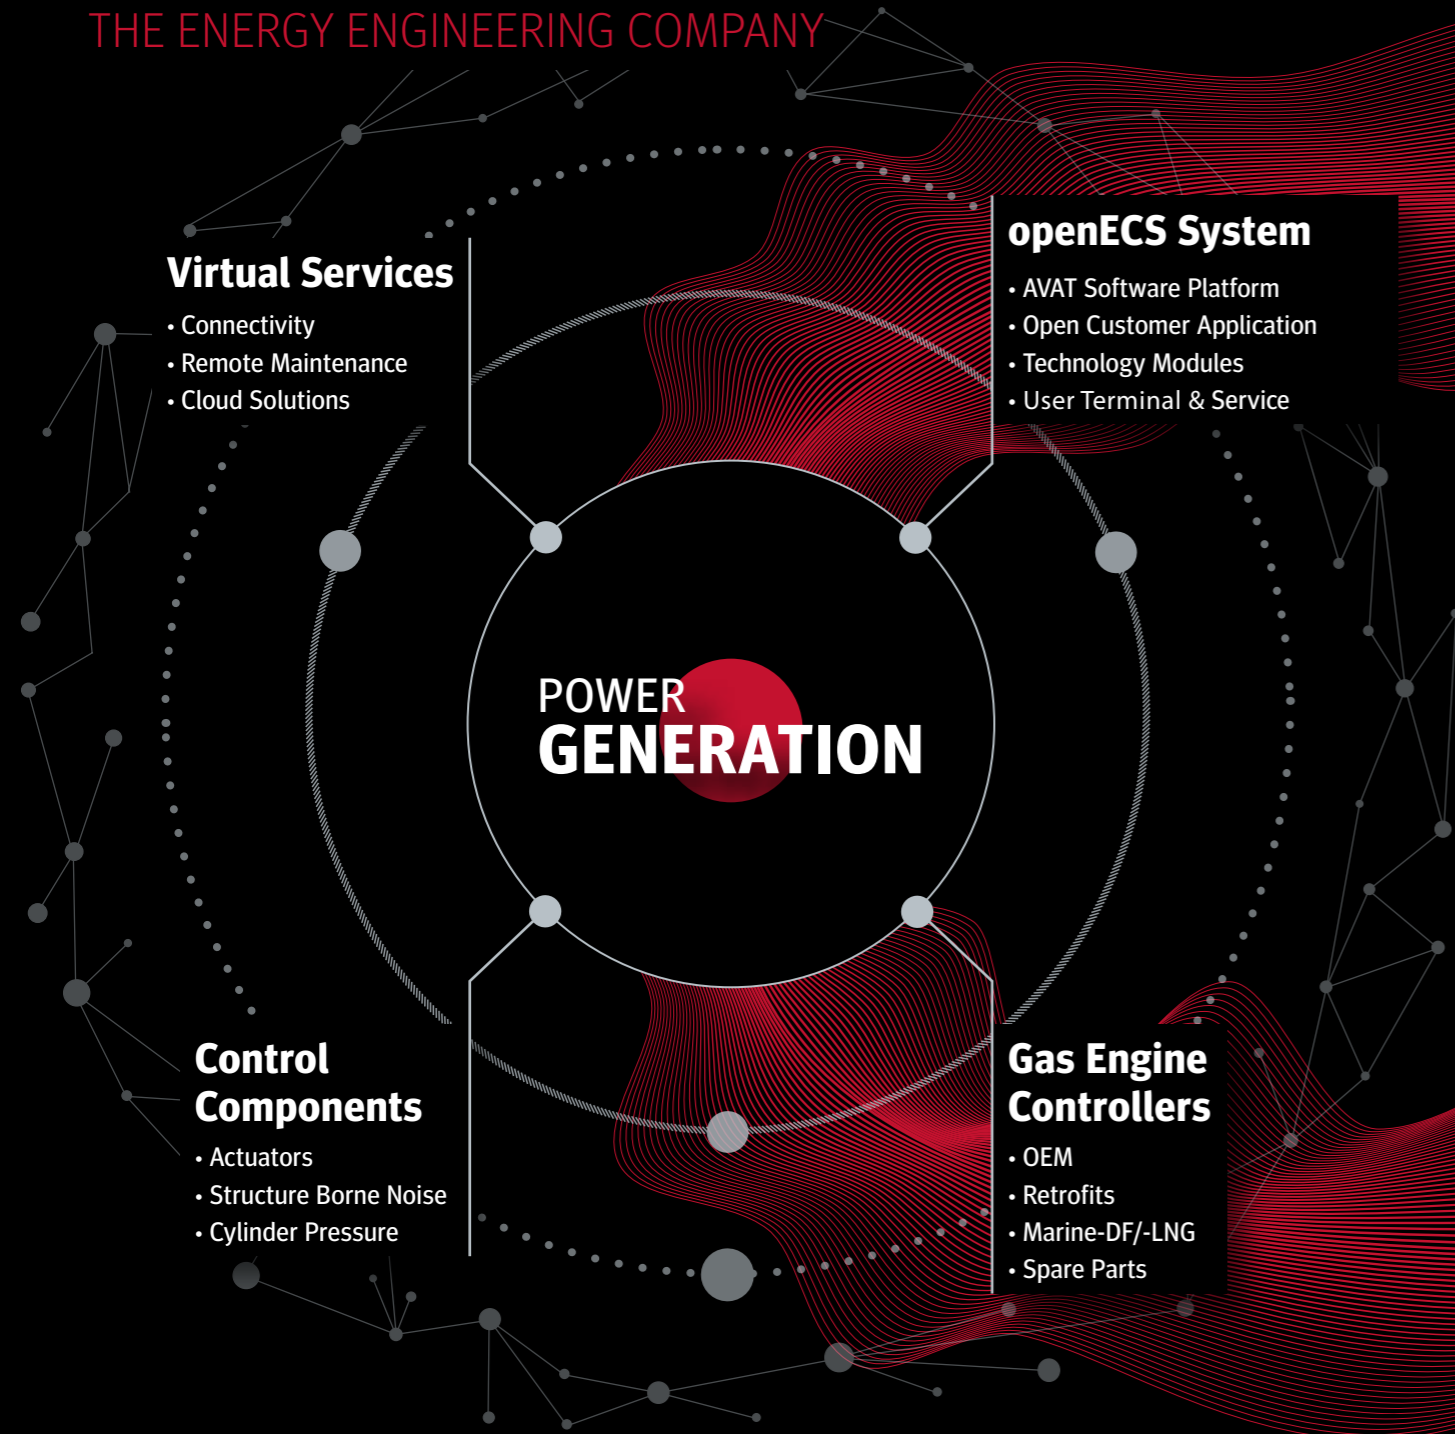 THE ENERGY ENGINEERING COMPANY
Virtual Services
• Connectivity
• Remote Maintenance
• Cloud Solutions
openECS System
• AVAT Software Platform
• Open Customer Application
• Technology Modules
• User Terminal & Service
POWER
GENERATION
Control
Components
• Actuators
• Structure Borne Noise
• Cylinder Pressure
Gas Engine
Controllers
• OEM
• Retrofits
• Marine-DF/-LNG
• Spare Parts